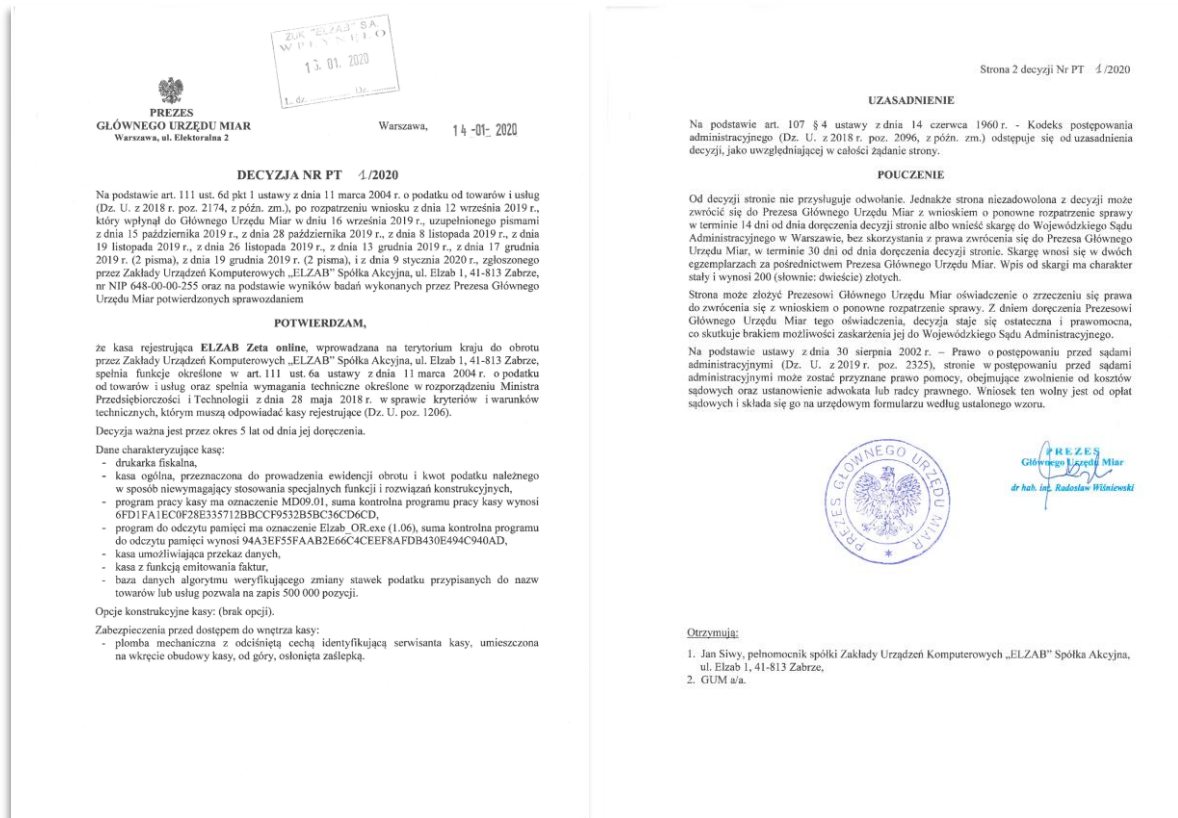 ZUK "ELZAB" SA
WPŁYNĘŁO
01. 2020
L. dz. .......... Oz. ..........
PREZES
GŁÓWNEGO URZĘDU MIAR
Warszawa, ul. Elektoralna 2
Warszawa, 14 -01- 2020
DECYZJA NR PT 1/2020
Na podstawie art. 111 ust. 6d pkt 1 ustawy z dnia 11 marca 2004 r. o podatku od towarów i usług
(Dz. U. z 2018 r. poz. 2174, z późn. zm.), po rozpatrzeniu wniosku z dnia 12 września 2019 r.,
który wpłynął do Głównego Urzędu Miar w dniu 16 września 2019 r., uzupełnionego pismami
z dnia 15 października 2019 r., z dnia 28 października 2019 r., z dnia 8 listopada 2019 r., z dnia
19 listopada 2019 r., z dnia 26 listopada 2019 r., z dnia 13 grudnia 2019 r., z dnia 17 grudnia
2019 r. (2 pisma), z dnia 19 grudnia 2019 r. (2 pisma), i z dnia 9 stycznia 2020 r., zgłoszonego
przez Zakłady Urządzeń Komputerowych „ELZAB” Spółka Akcyjna, ul. Elzab 1, 41-813 Zabrze,
nr NIP 648-00-00-255 oraz na podstawie wyników badań wykonanych przez Prezesa Głównego
Urzędu Miar potwierdzonych sprawozdaniem
POTWIERDZAM,
że kasa rejestrująca ELZAB Zeta online, wprowadzana na terytorium kraju do obrotu
przez Zakłady Urządzeń Komputerowych „ELZAB” Spółka Akcyjna, ul. Elzab 1, 41-813 Zabrze,
spełnia funkcje określone w art. 111 ust. 6a ustawy z dnia 11 marca 2004 r. o podatku
od towarów i usług oraz spełnia wymagania techniczne określone w rozporządzeniu Ministra
Przedsiębiorczości i Technologii z dnia 28 maja 2018 r. w sprawie kryteriów i warunków
technicznych, którym muszą odpowiadać kasy rejestrujące (Dz. U. poz. 1206).
Decyzja ważna jest przez okres 5 lat od dnia jej doręczenia.
Dane charakteryzujące kasę:
- drukarka fiskalna,
- kasa ogólna, przeznaczona do prowadzenia ewidencji obrotu i kwot podatku należnego
w sposób niewymagający stosowania specjalnych funkcji i rozwiązań konstrukcyjnych,
- program pracy kasy ma oznaczenie MD09.01, suma kontrolna programu pracy kasy wynosi
6FD1FA1EC0F28E335712BBCCF9532B5BC36CD6CD,
- program do odczytu pamięci ma oznaczenie Elzab_OR.exe (1.06), suma kontrolna programu
do odczytu pamięci wynosi 94A3EF55FAAB2E66C4CEEF8AFDB430E494C940AD,
- kasa umożliwiająca przekaz danych,
- kasa z funkcją emitowania faktur,
- baza danych algorytmu weryfikującego zmiany stawek podatku przypisanych do nazw
towarów lub usług pozwala na zapis 500 000 pozycji.
Opcje konstrukcyjne kasy: (brak opcji).
Zabezpieczenia przed dostępem do wnętrza kasy:
- plomba mechaniczna z odciśniętą cechą identyfikującą serwisanta kasy, umieszczona
na wkręcie obudowy kasy, od góry, osłonięta zaślepką.
Strona 2 decyzji Nr PT 1/2020
UZASADNIENIE
Na podstawie art. 107 § 4 ustawy z dnia 14 czerwca 1960 r. - Kodeks postępowania
administracyjnego (Dz. U. z 2018 r. poz. 2096, z późn. zm.) odstępuje się od uzasadnienia
decyzji, jako uwzględniającej w całości żądanie strony.
POUCZENIE
Od decyzji stronie nie przysługuje odwołanie. Jednakże strona niezadowolona z decyzji może
zwrócić się do Prezesa Głównego Urzędu Miar z wnioskiem o ponowne rozpatrzenie sprawy
w terminie 14 dni od dnia doręczenia decyzji stronie albo wnieść skargę do Wojewódzkiego Sądu
Administracyjnego w Warszawie, bez skorzystania z prawa zwrócenia się do Prezesa Głównego
Urzędu Miar, w terminie 30 dni od dnia doręczenia decyzji stronie. Skargę wnosi się w dwóch
egzemplarzach za pośrednictwem Prezesa Głównego Urzędu Miar. Wpis od skargi ma charakter
stały i wynosi 200 (słownie: dwieście) złotych.
Strona może złożyć Prezesowi Głównego Urzędu Miar oświadczenie o zrzeczeniu się prawa
do zwrócenia się z wnioskiem o ponowne rozpatrzenie sprawy. Z dniem doręczenia Prezesowi
Głównego Urzędu Miar tego oświadczenia, decyzja staje się ostateczna i prawomocna,
co skutkuje brakiem możliwości zaskarżenia jej do Wojewódzkiego Sądu Administracyjnego.
Na podstawie ustawy z dnia 30 sierpnia 2002 r. – Prawo o postępowaniu przed sądami
administracyjnymi (Dz. U. z 2019 r. poz. 2325), stronie w postępowaniu przed sądami
administracyjnymi może zostać przyznane prawo pomocy, obejmujące zwolnienie od kosztów
sądowych oraz ustanowienie adwokata lub radcy prawnego. Wniosek ten wolny jest od opłat
sądowych i składa się go na urzędowym formularzu według ustalonego wzoru.
PREZES GŁÓWNEGO URZĘDU MIAR
PREZES
Głównego Urzędu Miar
dr hab. inż. Radosław Wiśniewski
Otrzymują:
1. Jan Siwy, pełnomocnik spółki Zakłady Urządzeń Komputerowych „ELZAB” Spółka Akcyjna,
ul. Elzab 1, 41-813 Zabrze,
2. GUM a/a.